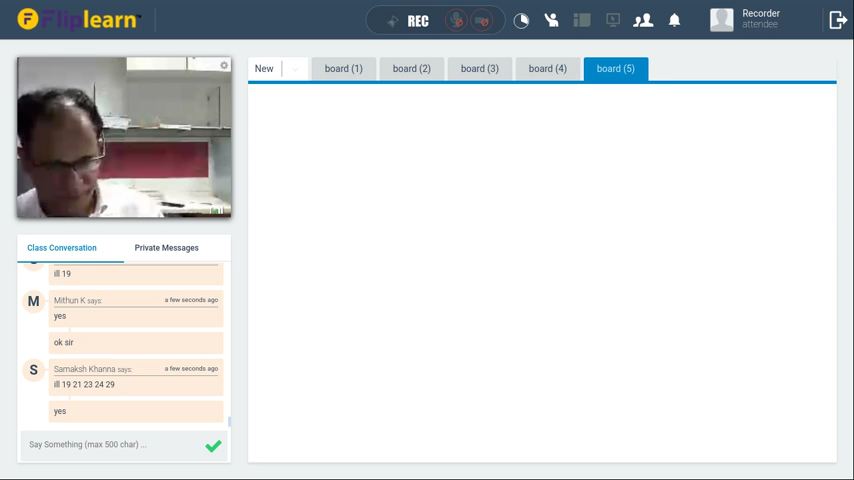 Fliplearn
REC
Recorder
attendee
New
board (1)
board (2)
board (3)
board (4)
board (5)
Class Conversation
Private Messages
ill 19
M
Mithun K says:
a few seconds ago
yes
ok sir
S
Samaksh Khanna says:
a few seconds ago
ill 19 21 23 24 29
yes
Say Something (max 500 char) ...